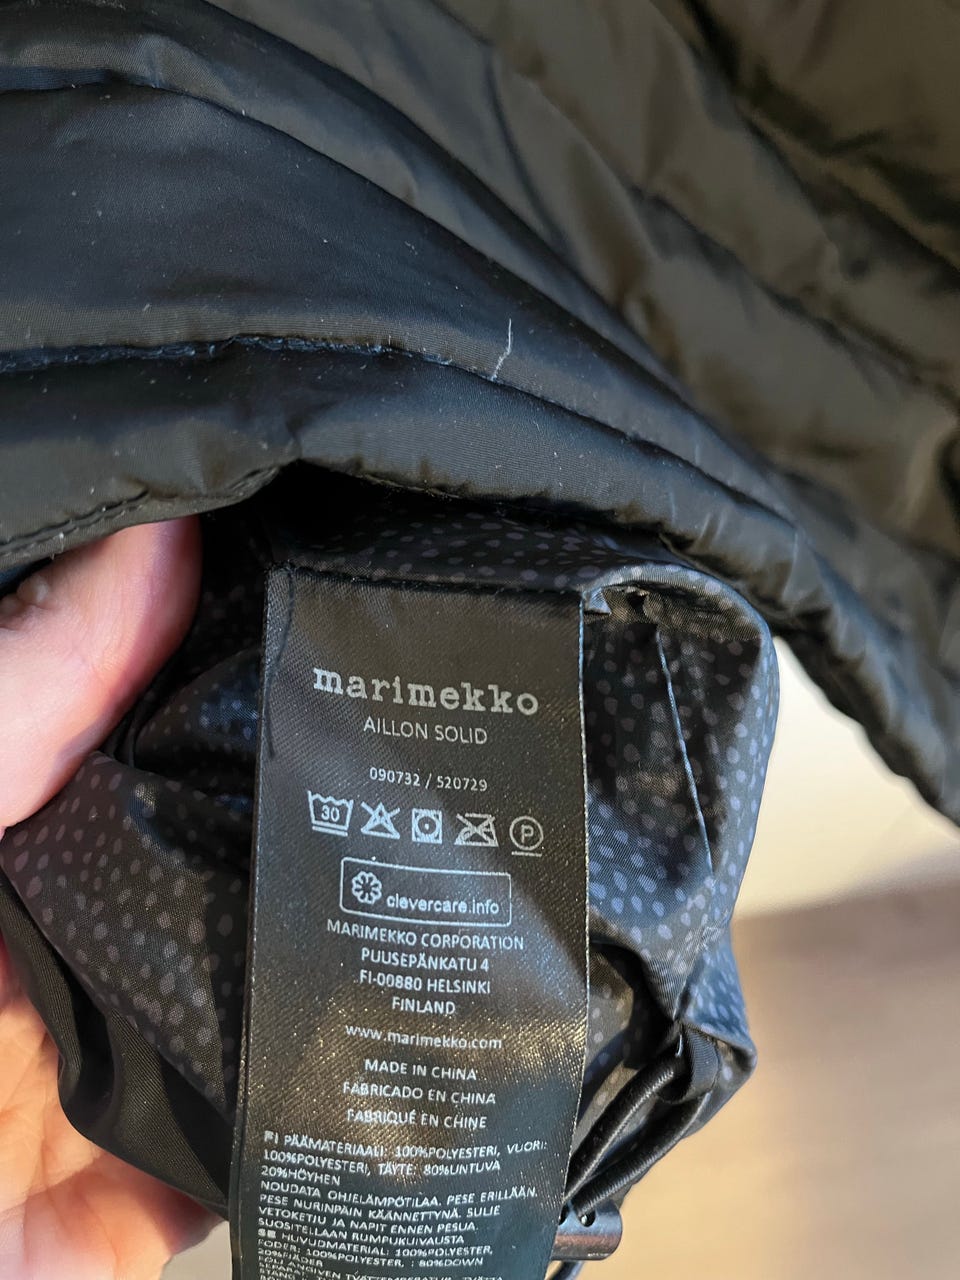 marimekko
AILLON SOLID
090732 / 520729
30
P
clevercare.info
MARIMEKKO CORPORATION
PUUSEPÄNKATU 4
FI-00880 HELSINKI
FINLAND
www.marimekko.com
MADE IN CHINA
FABRICADO EN CHINA
FABRIQUÉ EN CHINE
FI PÄÄMATERIAALI: 100%POLYESTERI, VUORI:
100%POLYESTERI, TÄYTE: 80%UNTUVA
20%HÖYHEN
NOUDATA OHJELÄMPÖTILAA. PESE ERILLÄÄN.
PESE NURINPÄIN KÄÄNNETTYNÄ. SULJE
VETOKETJU JA NAPIT ENNEN PESUA.
SUOSITELLAAN RUMPUKUIVAUSTA
SE HUVUDMATERIAL: 100%POLYESTER,
FODER: 100%POLYESTER, : 80%DOWN
20%FJÄDER